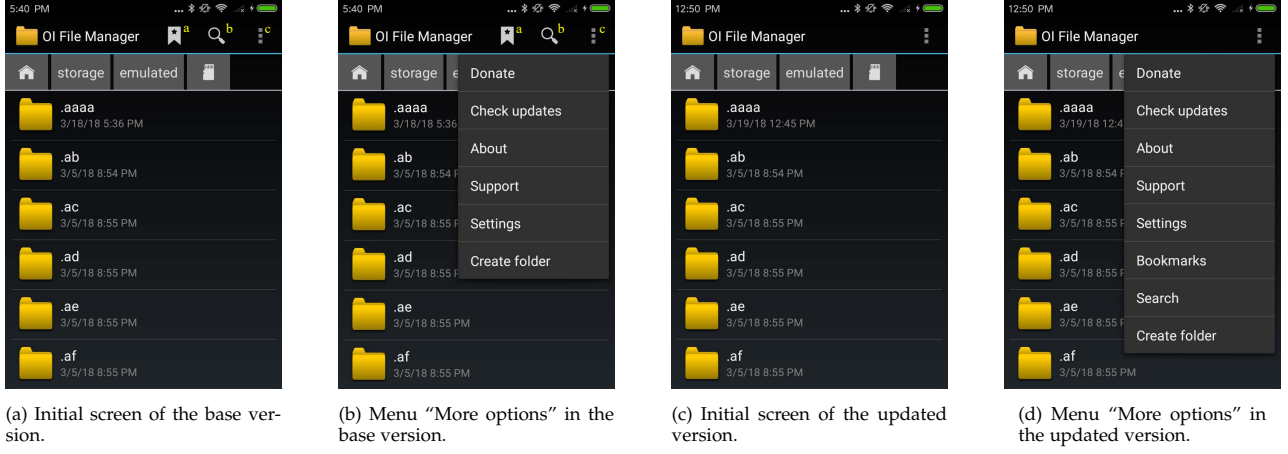 5:40 PM ...
OI File Manager a b c
storage emulated
.aaaa
3/18/18 5:36 PM
.ab
3/5/18 8:54 PM
.ac
3/5/18 8:55 PM
.ad
3/5/18 8:55 PM
.ae
3/5/18 8:55 PM
.af
3/5/18 8:55 PM
(a) Initial screen of the base ver-
sion.
5:40 PM ...
OI File Manager a b c
storage e
.aaaa
3/18/18 5:36
.ab
3/5/18 8:54
.ac
3/5/18 8:55
.ad
3/5/18 8:55
.ae
3/5/18 8:55 PM
.af
3/5/18 8:55 PM
Donate
Check updates
About
Support
Settings
Create folder
(b) Menu “More options” in the
base version.
12:50 PM ...
OI File Manager
storage emulated
.aaaa
3/19/18 12:45 PM
.ab
3/5/18 8:54 PM
.ac
3/5/18 8:55 PM
.ad
3/5/18 8:55 PM
.ae
3/5/18 8:55 PM
.af
3/5/18 8:55 PM
(c) Initial screen of the updated
version.
12:50 PM ...
OI File Manager
storage e
.aaaa
3/19/18 12:4
.ab
3/5/18 8:54
.ac
3/5/18 8:55
.ad
3/5/18 8:55
.ae
3/5/18 8:55
.af
3/5/18 8:55 PM
Donate
Check updates
About
Support
Settings
Bookmarks
Search
Create folder
(d) Menu “More options” in
the updated version.